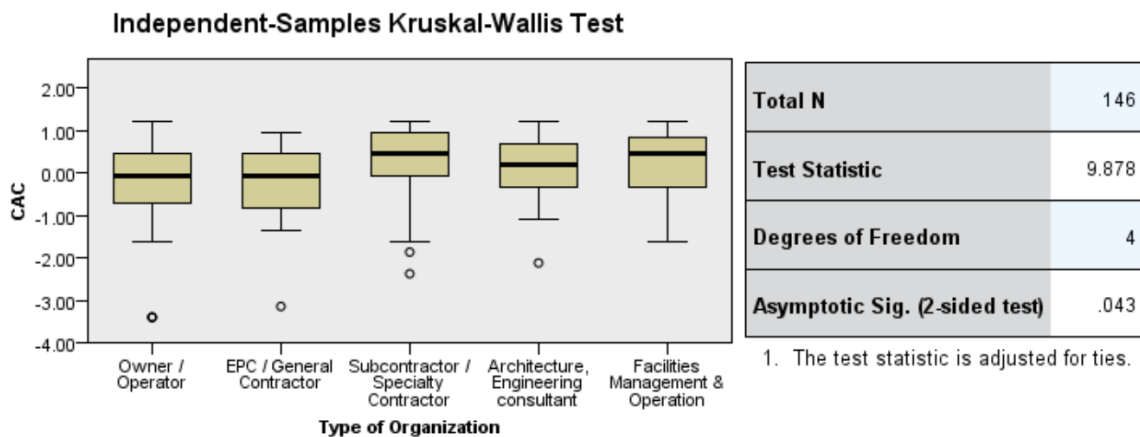 Independent-Samples Kruskal-Wallis Test
2.00
1.00
0.00
-1.00
-2.00
-3.00
-4.00
CAC
Owner /
Operator
EPC / General
Contractor
Subcontractor /
Specialty
Contractor
Architecture,
Engineering
consultant
Facilities
Management &
Operation
Type of Organization
Total N 146
Test Statistic 9.878
Degrees of Freedom 4
Asymptotic Sig. (2-sided test) .043
1. The test statistic is adjusted for ties.